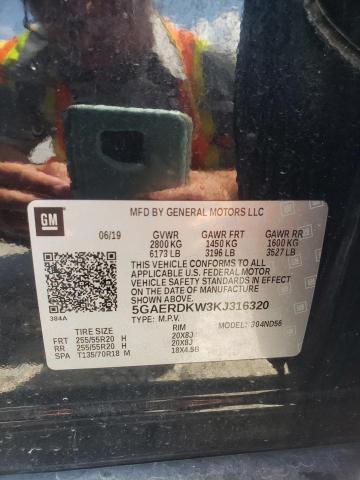 GM
MFD BY GENERAL MOTORS LLC
06/19 GVWR GAWR FRT GAWR RR
2800 KG 1450 KG 1600 KG
6173 LB 3196 LB 3527 LB
THIS VEHICLE CONFORMS TO ALL
APPLICABLE U.S. FEDERAL MOTOR
VEHICLE SAFETY STANDARDS IN EFFECT
ON THE DATE OF MANUFACTURE
SHOWN ABOVE.
5GAERDKW3KJ316320
384A TYPE: M.P.V. MODEL: 304ND56
TIRE SIZE RIM
FRT 255/55R20 H 20X8J
RR 255/55R20 H 20X8J
SPA T135/70R18 M 18X4.5B